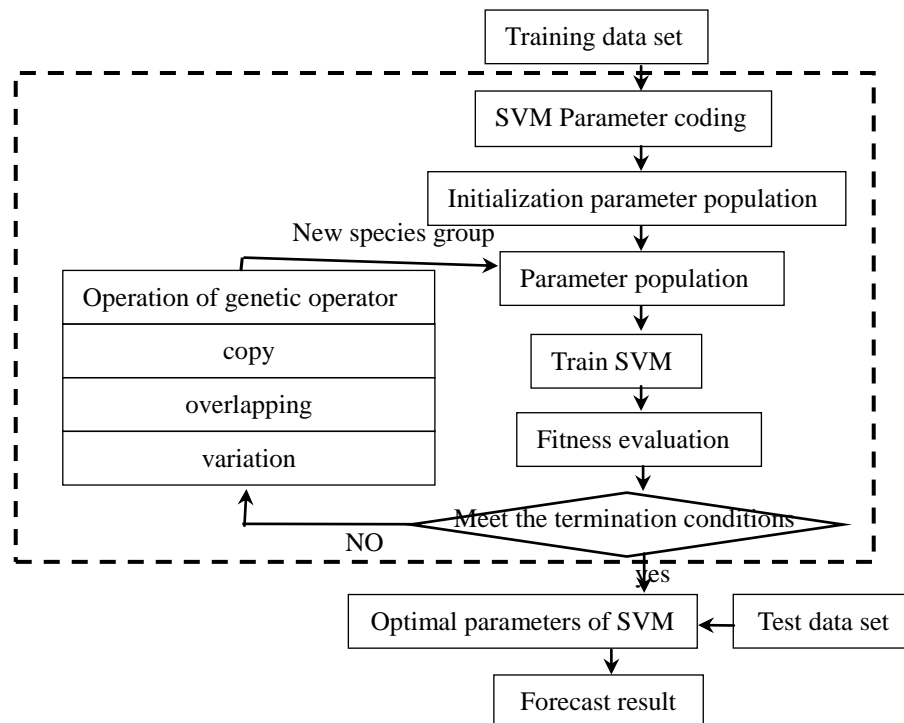 Training data set
SVM Parameter coding
Initialization parameter population
New species group
Parameter population
Operation of genetic operator
copy
Train SVM
overlapping
Fitness evaluation
variation
Meet the termination conditions
NO
yes
Optimal parameters of SVM
Test data set
Forecast result